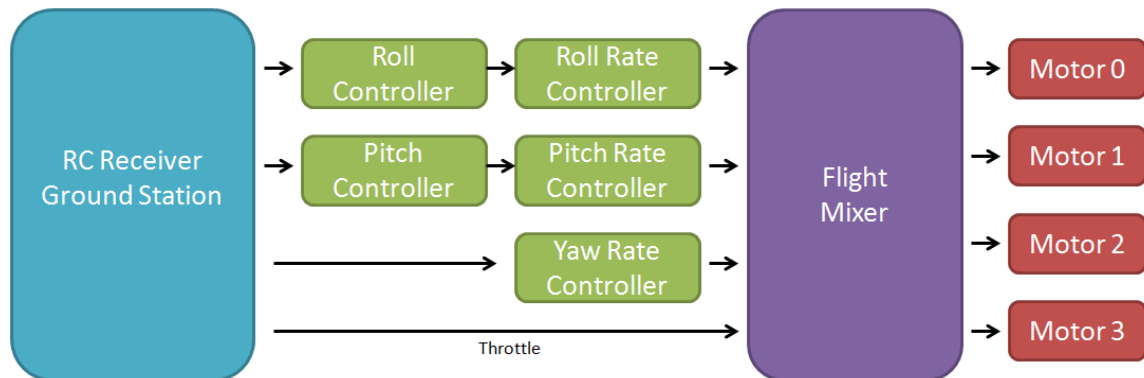 RC Receiver
Ground Station
Roll
Controller
Roll Rate
Controller
Pitch
Controller
Pitch Rate
Controller
Yaw Rate
Controller
Throttle
Flight
Mixer
Motor 0
Motor 1
Motor 2
Motor 3